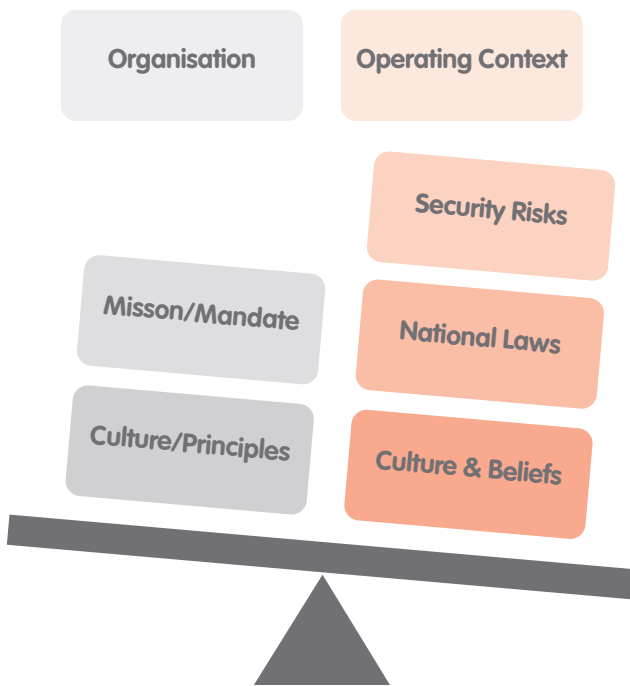 Organisation
Operating Context
Security Risks
Misson/Mandate
National Laws
Culture/Principles
Culture & Beliefs